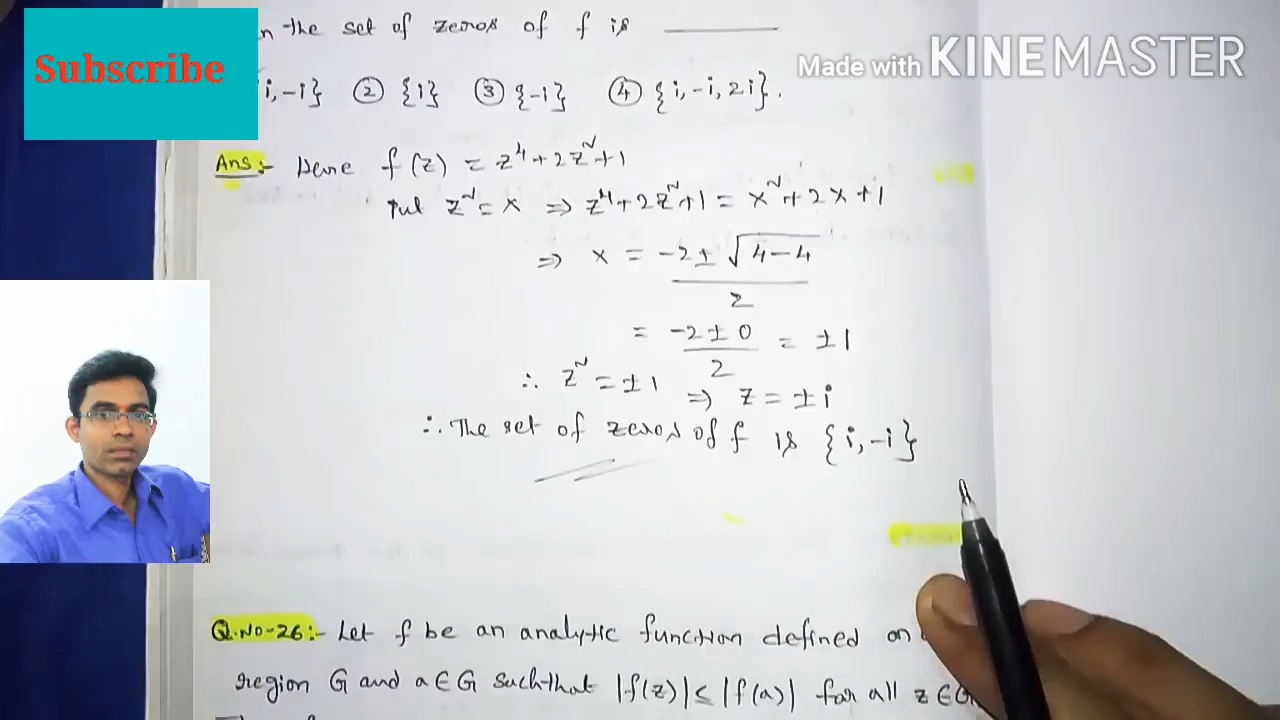 Subscribe
Made with KINEMASTER
the set of zeros of f is ______
i, -i} ② {i} ③ {-i} ④ {i, -i, 2i}.
Ans:- Here f(z) = z⁴ + 2z² + 1
Put z² = x ⇒ z⁴ + 2z² + 1 = x² + 2x + 1
⇒ x = -2 ± √4-4 / 2
= -2 ± 0 / 2 = ±1
∴ z² = ±1 ⇒ z = ±i
∴ The set of zeros of f is {i, -i}
Q.No-26:- Let f be an analytic function defined on
region G and a ∈ G such that |f(z)| ≤ |f(a)| for all z ∈ G